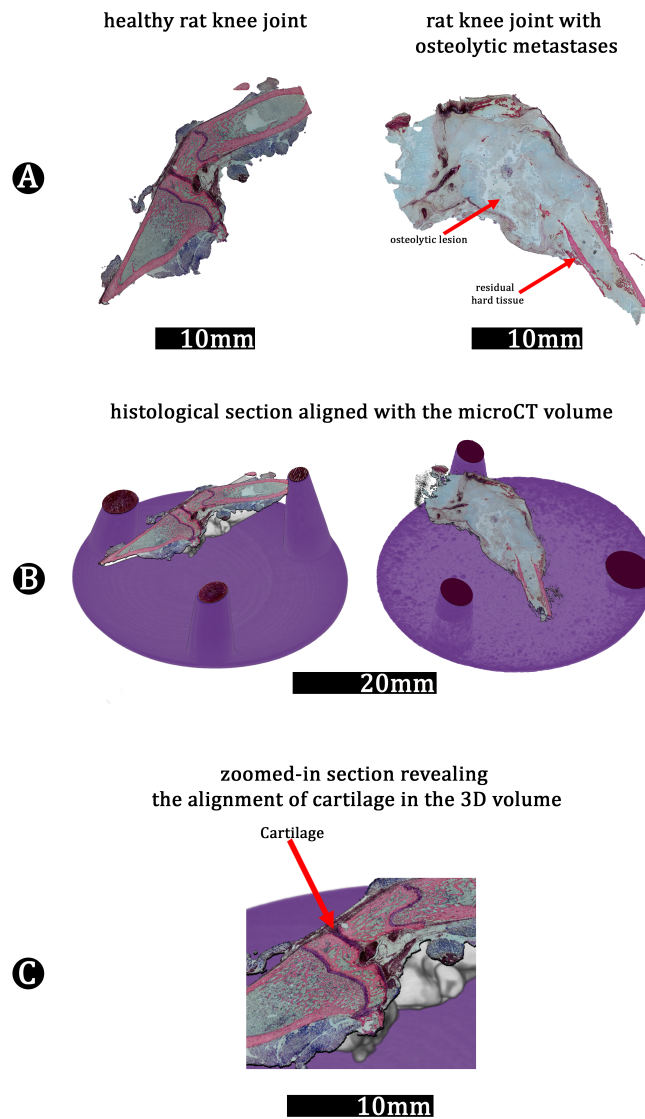 healthy rat knee joint
rat knee joint with
osteolytic metastases
A
osteolytic lesion
residual
hard tissue
10mm
10mm
histological section aligned with the microCT volume
B
20mm
zoomed-in section revealing
the alignment of cartilage in the 3D volume
Cartilage
C
10mm